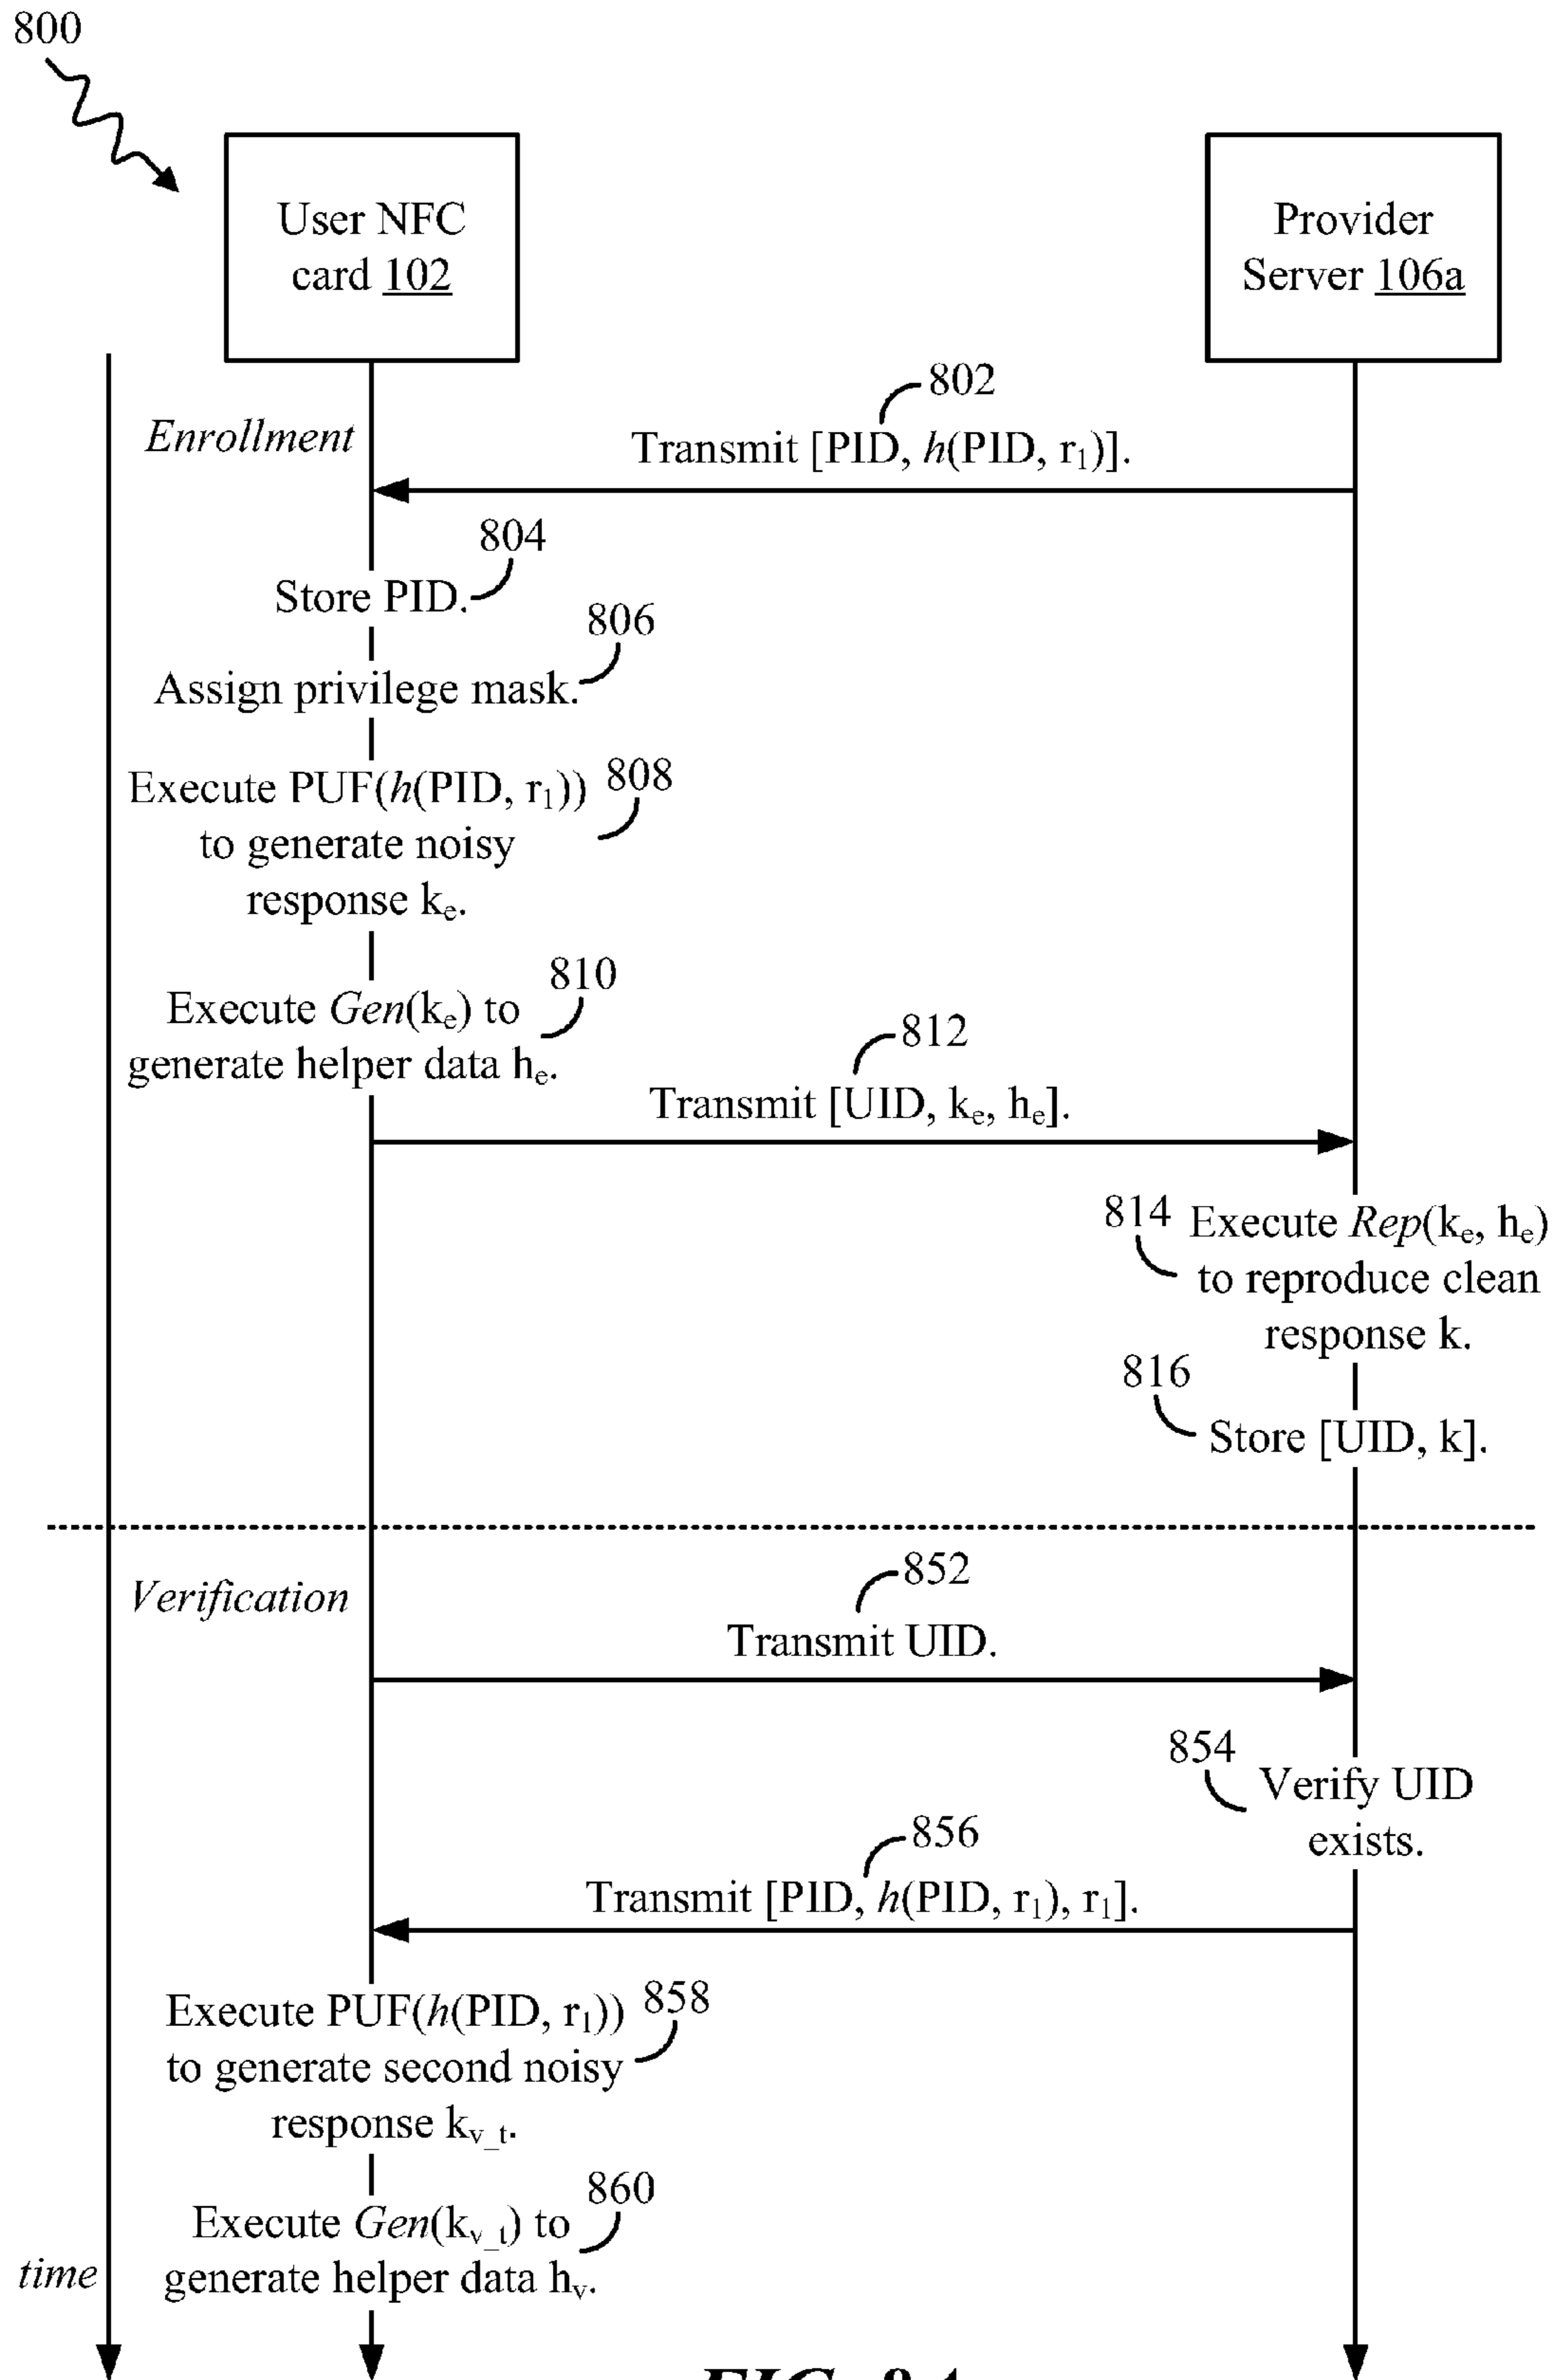 800
User NFC
card 102
Provider
Server 106a
802
Enrollment
Transmit [PID, h(PID, r₁)].
804
Store PID.
806
Assign privilege mask.
Execute PUF(h(PID, r₁)) 808
to generate noisy
response kₑ.
810
Execute Gen(kₑ) to
generate helper data hₑ.
812
Transmit [UID, kₑ, hₑ].
814 Execute Rep(kₑ, hₑ)
to reproduce clean
response k.
816
Store [UID, k].
852
Verification
Transmit UID.
854
Verify UID
exists.
856
Transmit [PID, h(PID, r₁), r₁].
Execute PUF(h(PID, r₁)) 858
to generate second noisy
response k_v_t.
860
Execute Gen(k_v_t) to
generate helper data hᵥ.
time